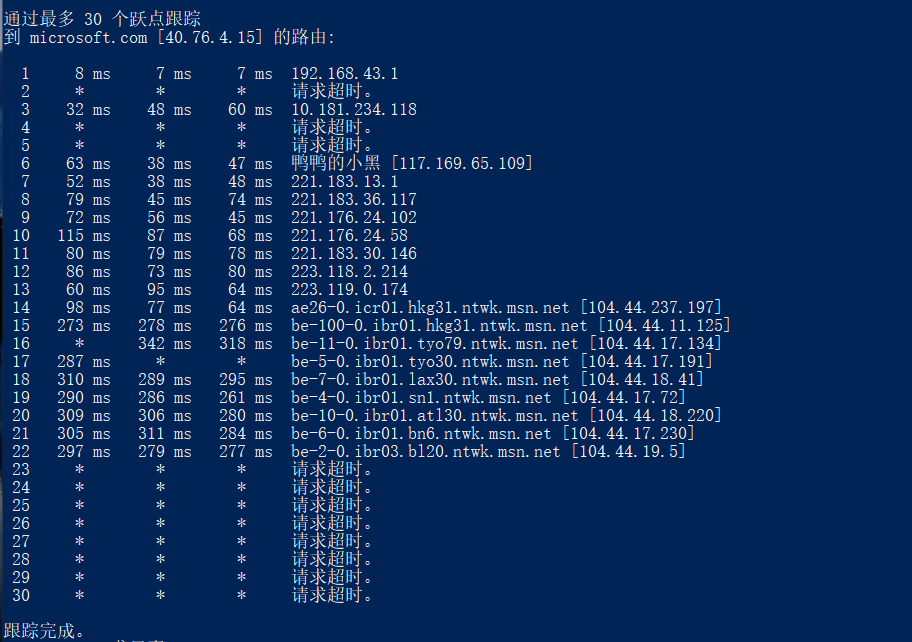 通过最多 30 个跃点跟踪
到 microsoft.com [40.76.4.15] 的路由:
1 8 ms 7 ms 7 ms 192.168.43.1
2 * * * 请求超时。
3 32 ms 48 ms 60 ms 10.181.234.118
4 * * * 请求超时。
5 * * * 请求超时。
6 63 ms 38 ms 47 ms 鸭鸭的小黑 [117.169.65.109]
7 52 ms 38 ms 48 ms 221.183.13.1
8 79 ms 45 ms 74 ms 221.183.36.117
9 72 ms 56 ms 45 ms 221.176.24.102
10 115 ms 87 ms 68 ms 221.176.24.58
11 80 ms 79 ms 78 ms 221.183.30.146
12 86 ms 73 ms 80 ms 223.118.2.214
13 60 ms 95 ms 64 ms 223.119.0.174
14 98 ms 77 ms 64 ms ae26-0.icr01.hkg31.ntwk.msn.net [104.44.237.197]
15 273 ms 278 ms 276 ms be-100-0.ibr01.hkg31.ntwk.msn.net [104.44.11.125]
16 * 342 ms 318 ms be-11-0.ibr01.tyo79.ntwk.msn.net [104.44.17.134]
17 287 ms * * be-5-0.ibr01.tyo30.ntwk.msn.net [104.44.17.191]
18 310 ms 289 ms 295 ms be-7-0.ibr01.lax30.ntwk.msn.net [104.44.18.41]
19 290 ms 286 ms 261 ms be-4-0.ibr01.sn1.ntwk.msn.net [104.44.17.72]
20 309 ms 306 ms 280 ms be-10-0.ibr01.atl30.ntwk.msn.net [104.44.18.220]
21 305 ms 311 ms 284 ms be-6-0.ibr01.bn6.ntwk.msn.net [104.44.17.230]
22 297 ms 279 ms 277 ms be-2-0.ibr03.bl20.ntwk.msn.net [104.44.19.5]
23 * * * 请求超时。
24 * * * 请求超时。
25 * * * 请求超时。
26 * * * 请求超时。
27 * * * 请求超时。
28 * * * 请求超时。
29 * * * 请求超时。
30 * * * 请求超时。
跟踪完成。